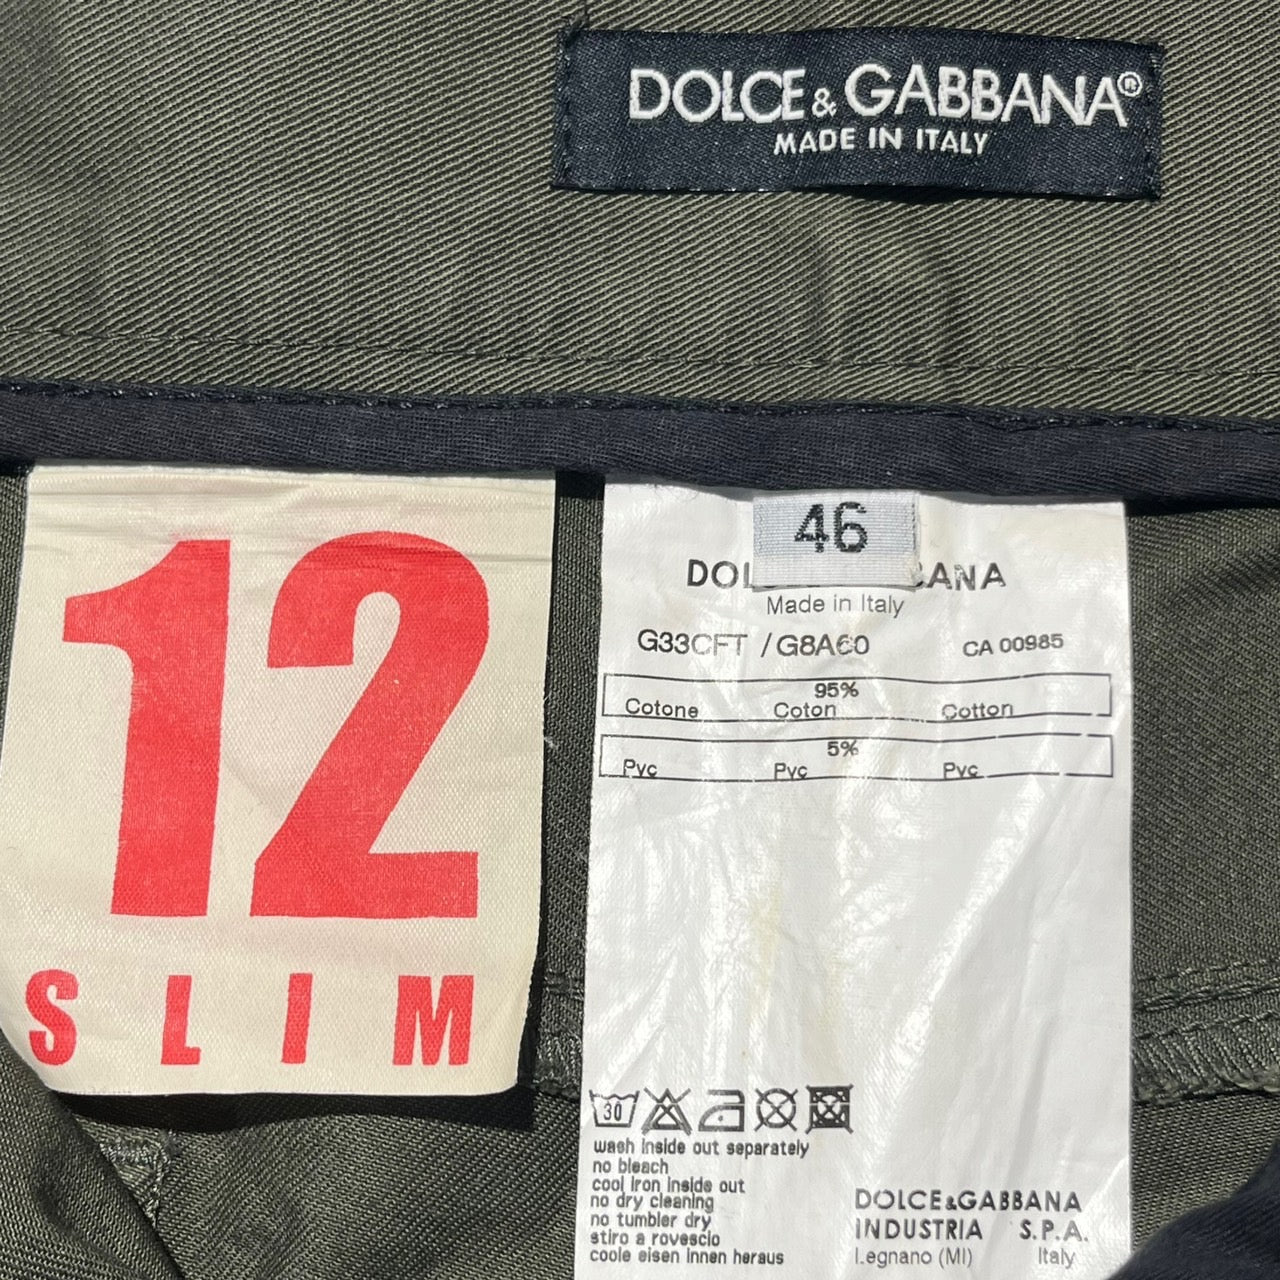 DOLCE&GABBANA®
MADE IN ITALY
12
SLIM
46
DOL ANA
Made in Italy
G33CFT / G8A60 CA 00985
95%
Cotone Coton Cotton
5%
Pvc Pvc Pvc
30
wash inside out separately
no bleach
cool iron inside out
no dry cleaning
no tumbler dry
stiro a rovescio
coole eisen innen heraus
DOLCE&GABBANA
INDUSTRIA S.P.A.
Legnano (MI) Italy